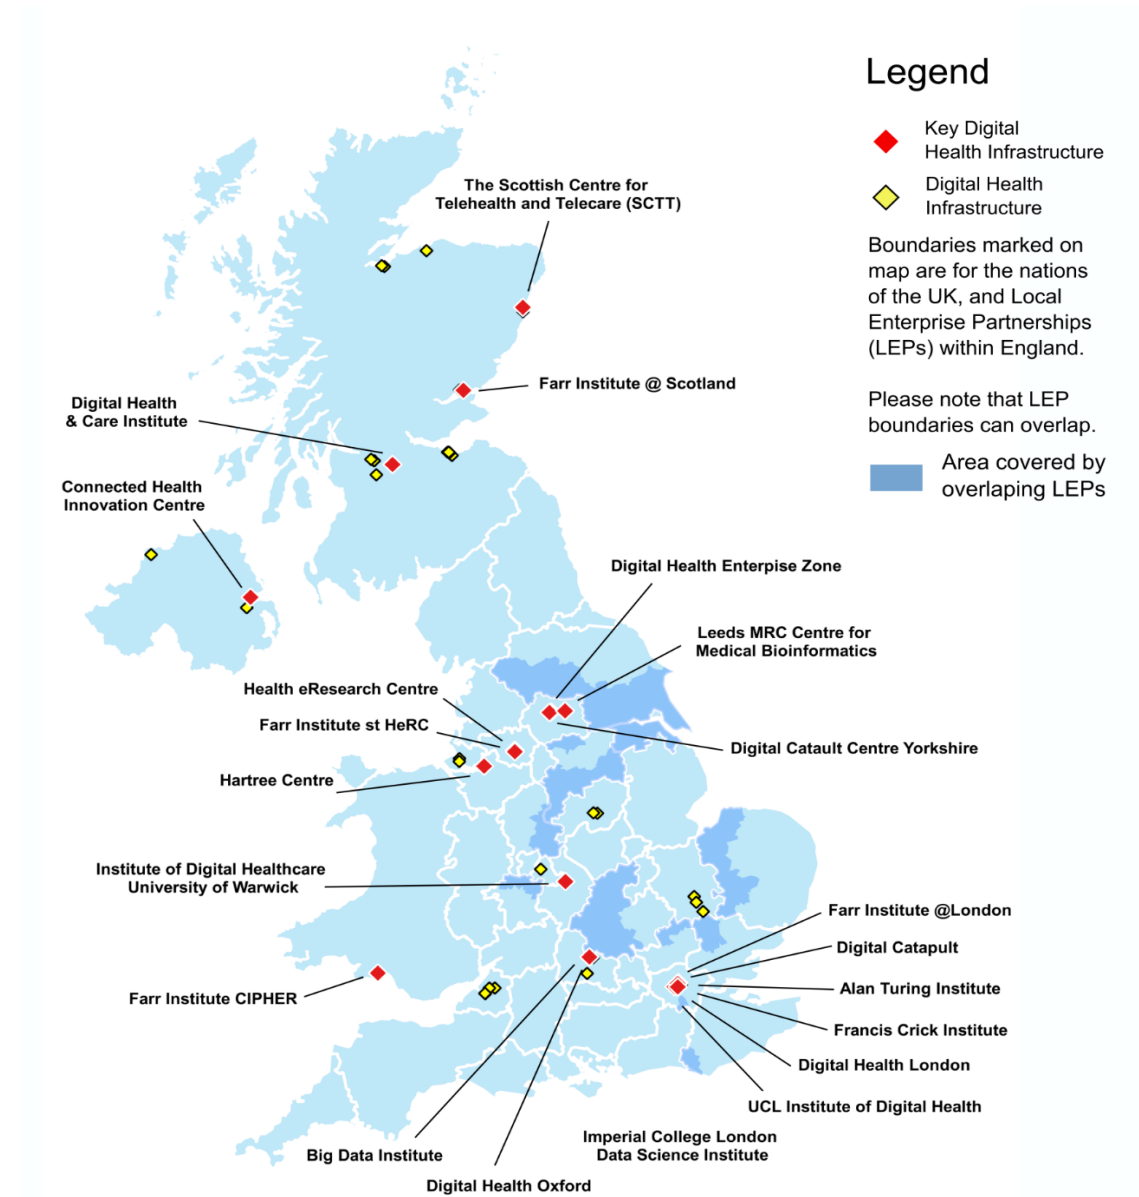 Legend
Key Digital
Health Infrastructure
Digital Health
Infrastructure
Boundaries marked on
map are for the nations
of the UK, and Local
Enterprise Partnerships
(LEPs) within England.
Please note that LEP
boundaries can overlap.
Area covered by
overlaping LEPs
The Scottish Centre for
Telehealth and Telecare (SCTT)
Farr Institute @ Scotland
Digital Health
& Care Institute
Connected Health
Innovation Centre
Digital Health Enterpise Zone
Leeds MRC Centre for
Medical Bioinformatics
Health eResearch Centre
Farr Institute st HeRC
Digital Catault Centre Yorkshire
Hartree Centre
Institute of Digital Healthcare
University of Warwick
Farr Institute @London
Digital Catapult
Alan Turing Institute
Farr Institute CIPHER
Francis Crick Institute
Digital Health London
UCL Institute of Digital Health
Imperial College London
Data Science Institute
Big Data Institute
Digital Health Oxford